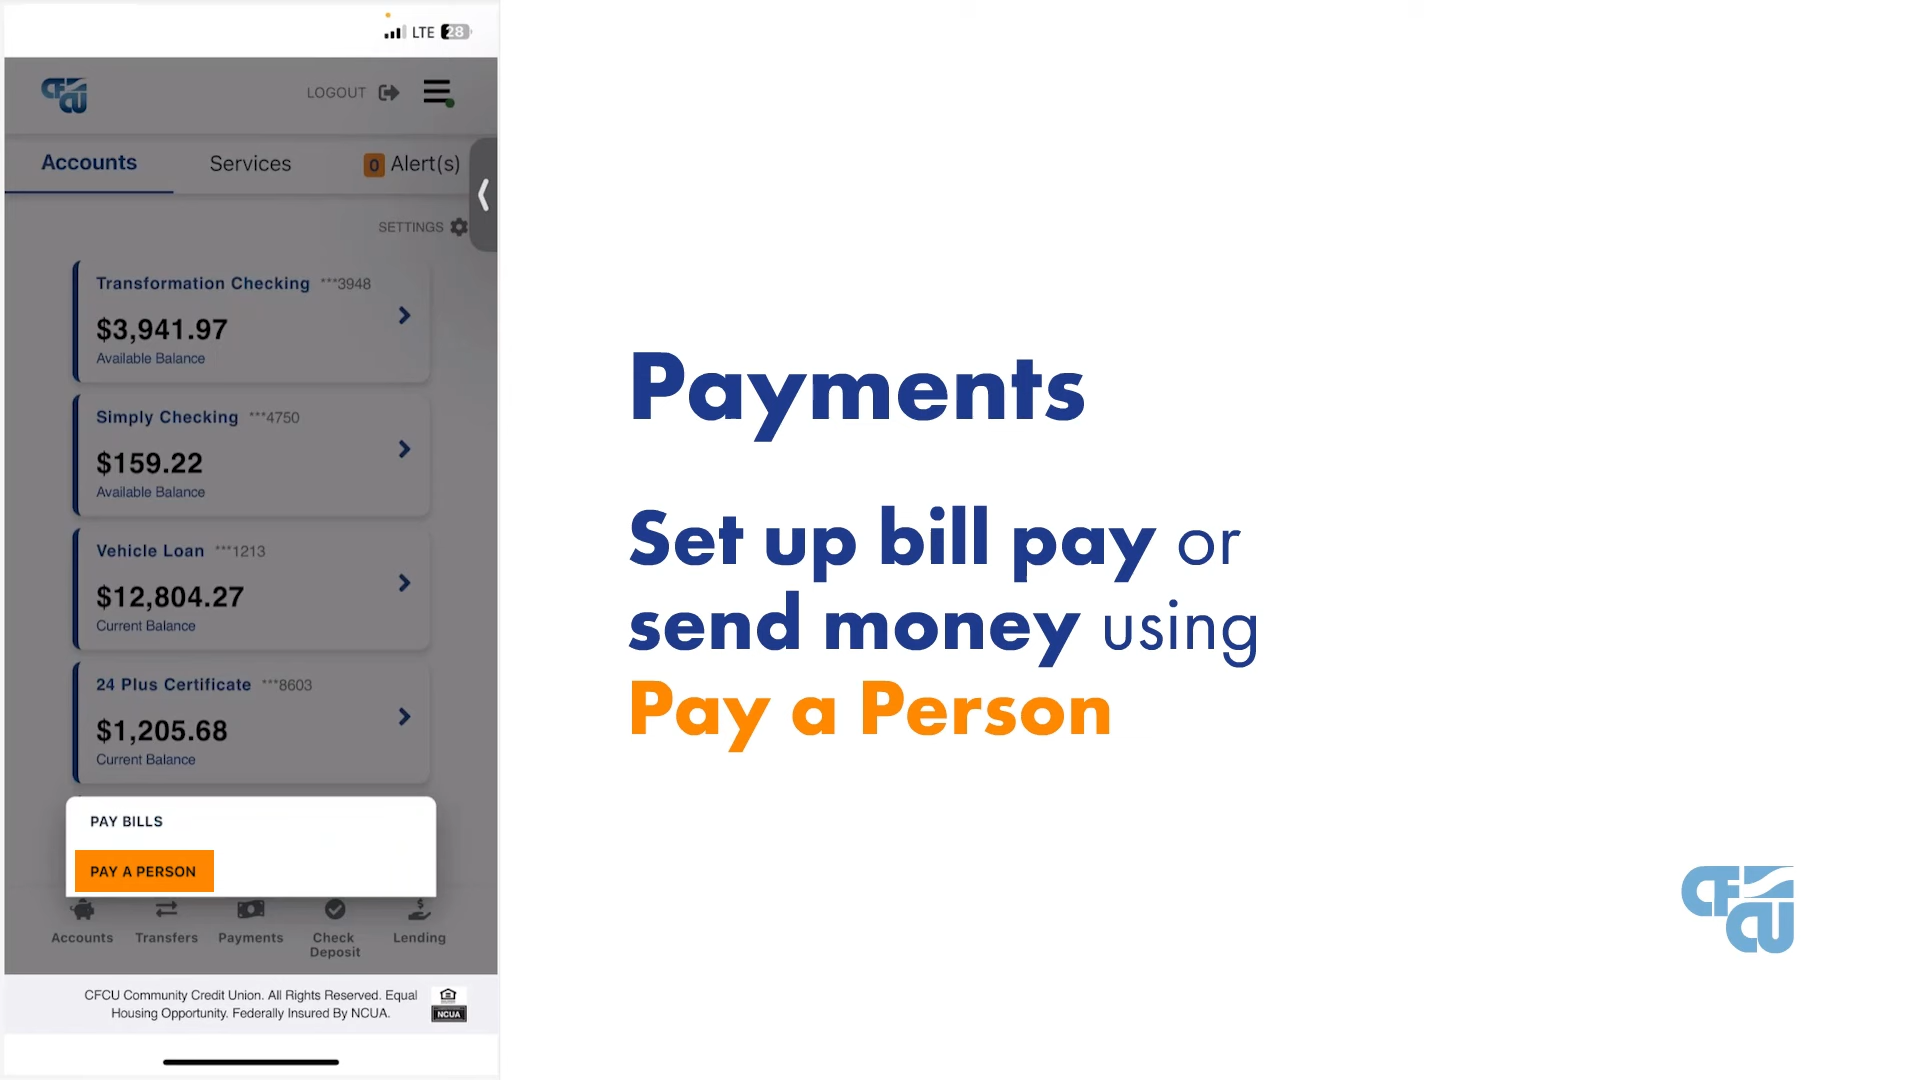 LTE 28
CFCU
LOGOUT
Accounts Services 0 Alert(s)
SETTINGS
Transformation Checking ***3948
$3,941.97
Available Balance
Simply Checking ***4750
$159.22
Available Balance
Vehicle Loan ***1213
$12,804.27
Current Balance
24 Plus Certificate ***8603
$1,205.68
Current Balance
PAY BILLS
PAY A PERSON
Accounts Transfers Payments Check Deposit Lending
CFCU Community Credit Union. All Rights Reserved. Equal
Housing Opportunity. Federally Insured By NCUA.
NCUA
Payments
Set up bill pay or
send money using
Pay a Person
CFCU